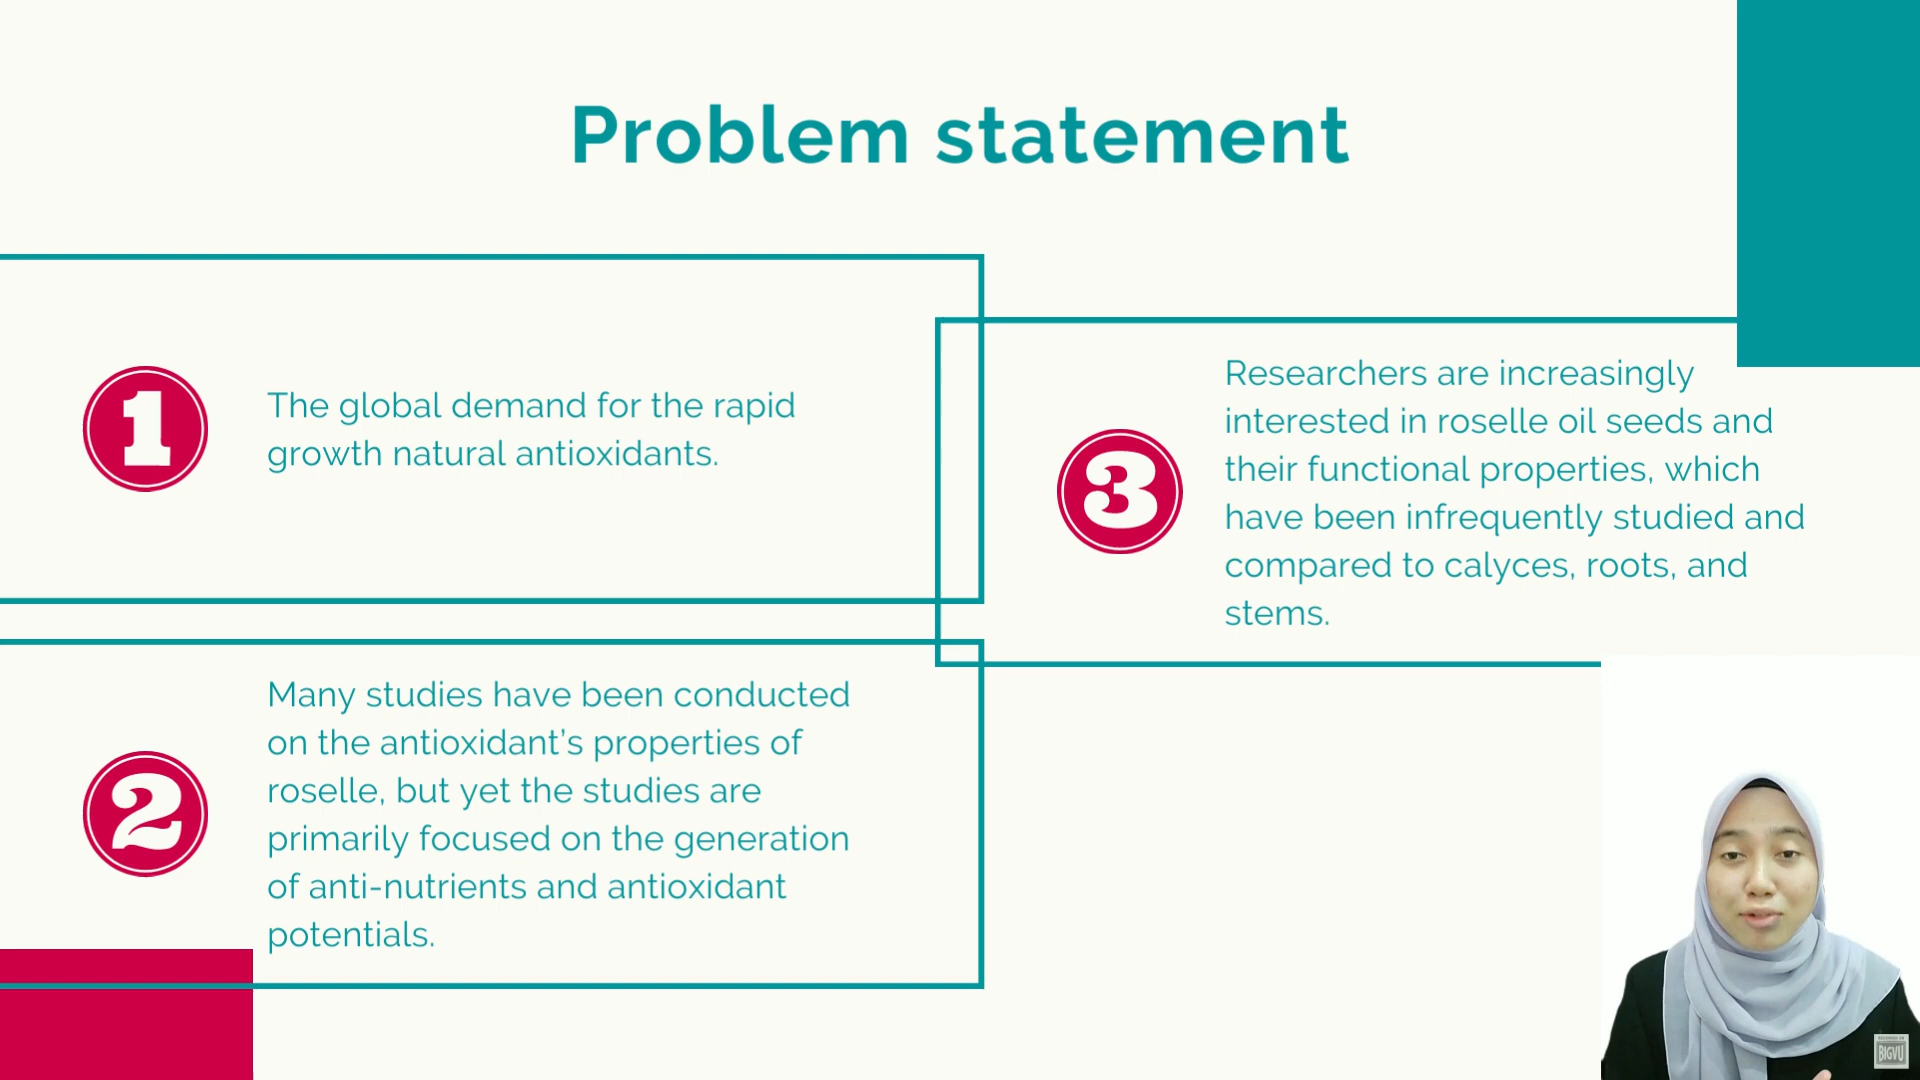 Problem statement
1
The global demand for the rapid
growth natural antioxidants.
2
Many studies have been conducted
on the antioxidant’s properties of
roselle, but yet the studies are
primarily focused on the generation
of anti-nutrients and antioxidant
potentials.
3
Researchers are increasingly
interested in roselle oil seeds and
their functional properties, which
have been infrequently studied and
compared to calyces, roots, and
stems.
BIGVU